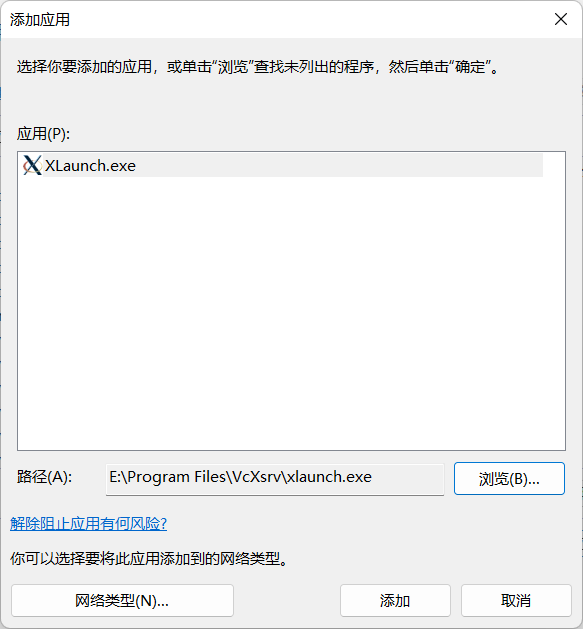 添加应用
选择你要添加的应用，或单击“浏览”查找未列出的程序，然后单击“确定”。
应用(P):
XLaunch.exe
路径(A):
E:\Program Files\VcXsrv\xlaunch.exe
浏览(B)...
解除阻止应用有何风险?
你可以选择要将此应用添加到的网络类型。
网络类型(N)...
添加
取消